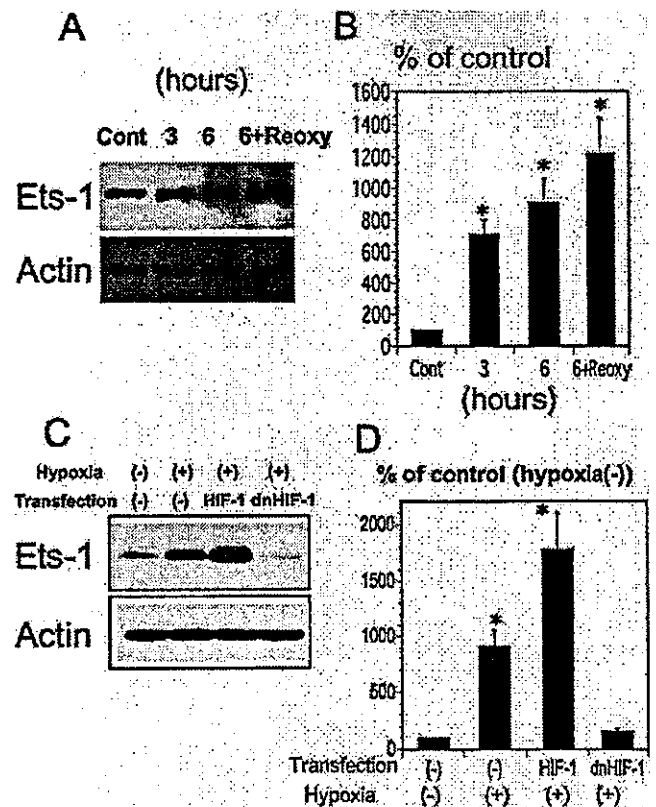 A
(hours)
Cont 3 6 6+Reoxy
Ets-1
Actin
B
% of control
1600
1400
1200
1000
800
600
400
200
0
Cont 3 6 6+Reoxy
(hours)
C
Hypoxia (-) (+) (+) (+)
Transfection (-) (-) HIF-1 dnHIF-1
Ets-1
Actin
D
% of control (hypoxia(-))
2000
1500
1000
500
0
Transfection (-) (-) HIF-1 dnHIF-1
Hypoxia (-) (+) (+) (+)